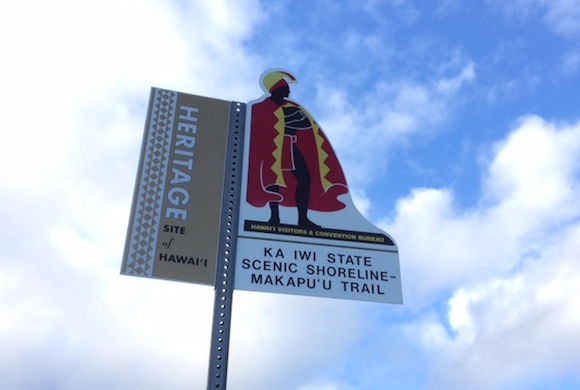 HERITAGE
SITE
of
HAWAI'I
HAWAI'I VISITORS & CONVENTION BUREAU
KA IWI STATE
SCENIC SHORELINE-
MAKAPU'U TRAIL